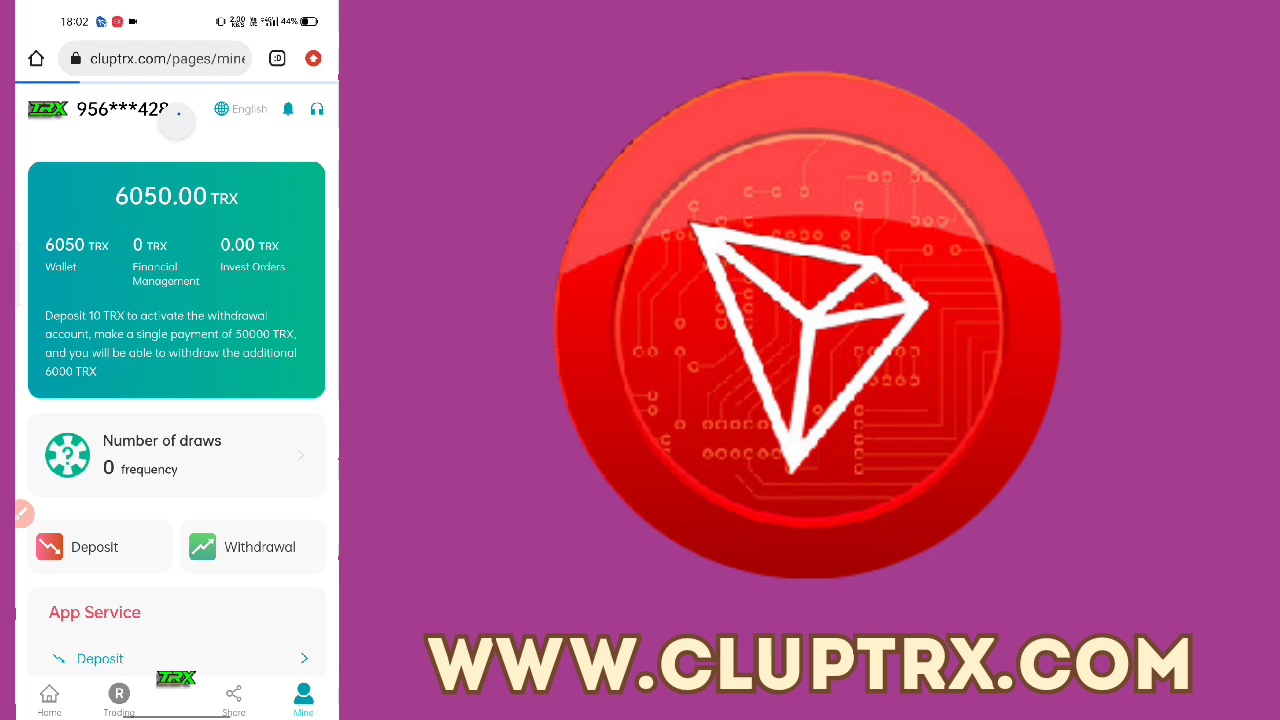 18:02
2.00 KB/S
44%
cluptrx.com/pages/mine
:D
TRX 956***428 English
6050.00 TRX
6050 TRX 0 TRX 0.00 TRX
Wallet Financial Invest Orders
Management
Deposit 10 TRX to activate the withdrawal
account, make a single payment of 50000 TRX,
and you will be able to withdraw the additional
6000 TRX
Number of draws
0 frequency
Deposit Withdrawal
App Service
Deposit
TRX
R
Home Trading Share Mine
WWW.CLUPTRX.COM